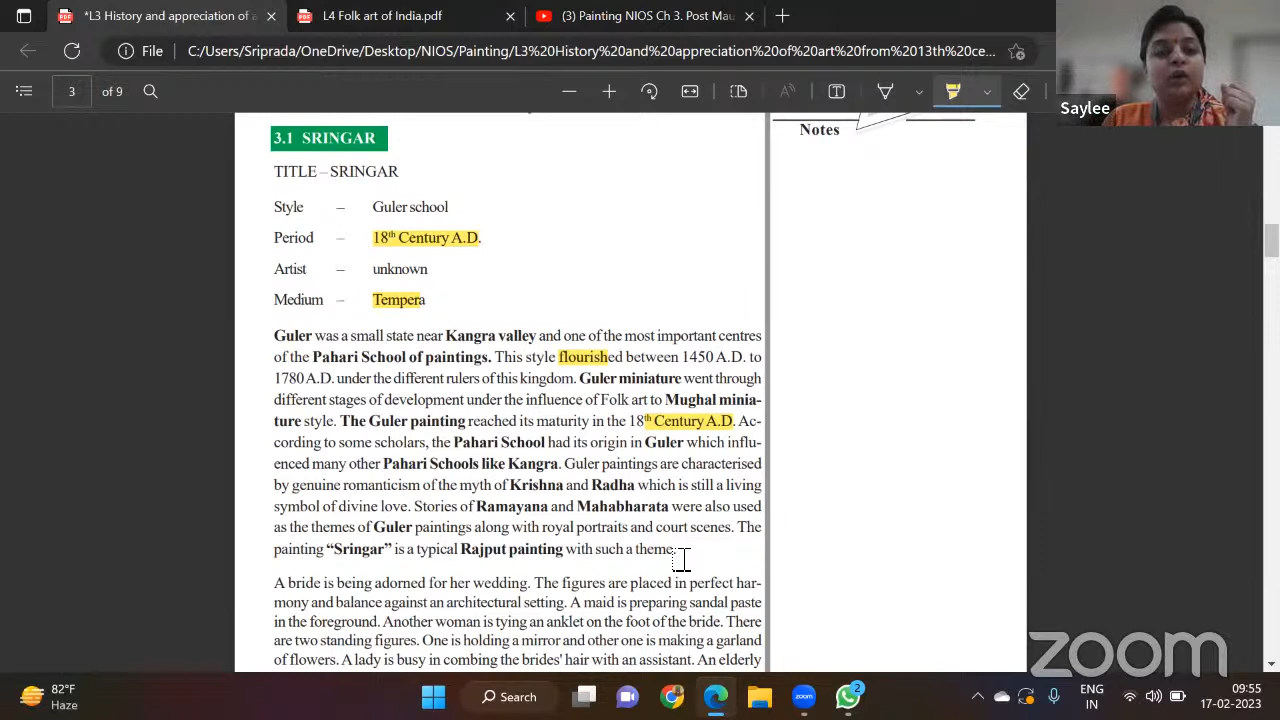 *L3 History and appreciation of a
L4 Folk art of India.pdf
(3) Painting NIOS Ch 3. Post Mau
File
C:/Users/Sriprada/OneDrive/Desktop/NIOS/Painting/L3%20History%20and%20appreciation%20of%20art%20from%2013th%20ce...
3
of 9
Saylee
Notes
3.1 SRINGAR
TITLE – SRINGAR
Style – Guler school
Period – 18th Century A.D.
Artist – unknown
Medium – Tempera
Guler was a small state near Kangra valley and one of the most important centres
of the Pahari School of paintings. This style flourished between 1450 A.D. to
1780 A.D. under the different rulers of this kingdom. Guler miniature went through
different stages of development under the influence of Folk art to Mughal minia-
ture style. The Guler painting reached its maturity in the 18th Century A.D. Ac-
cording to some scholars, the Pahari School had its origin in Guler which influ-
enced many other Pahari Schools like Kangra. Guler paintings are characterised
by genuine romanticism of the myth of Krishna and Radha which is still a living
symbol of divine love. Stories of Ramayana and Mahabharata were also used
as the themes of Guler paintings along with royal portraits and court scenes. The
painting “Sringar” is a typical Rajput painting with such a theme.
A bride is being adorned for her wedding. The figures are placed in perfect har-
mony and balance against an architectural setting. A maid is preparing sandal paste
in the foreground. Another woman is tying an anklet on the foot of the bride. There
are two standing figures. One is holding a mirror and other one is making a garland
of flowers. A lady is busy in combing the brides' hair with an assistant. An elderly
zoom
82°F
Haze
Search
zoom
2
ENG
IN
09:55
17-02-2023